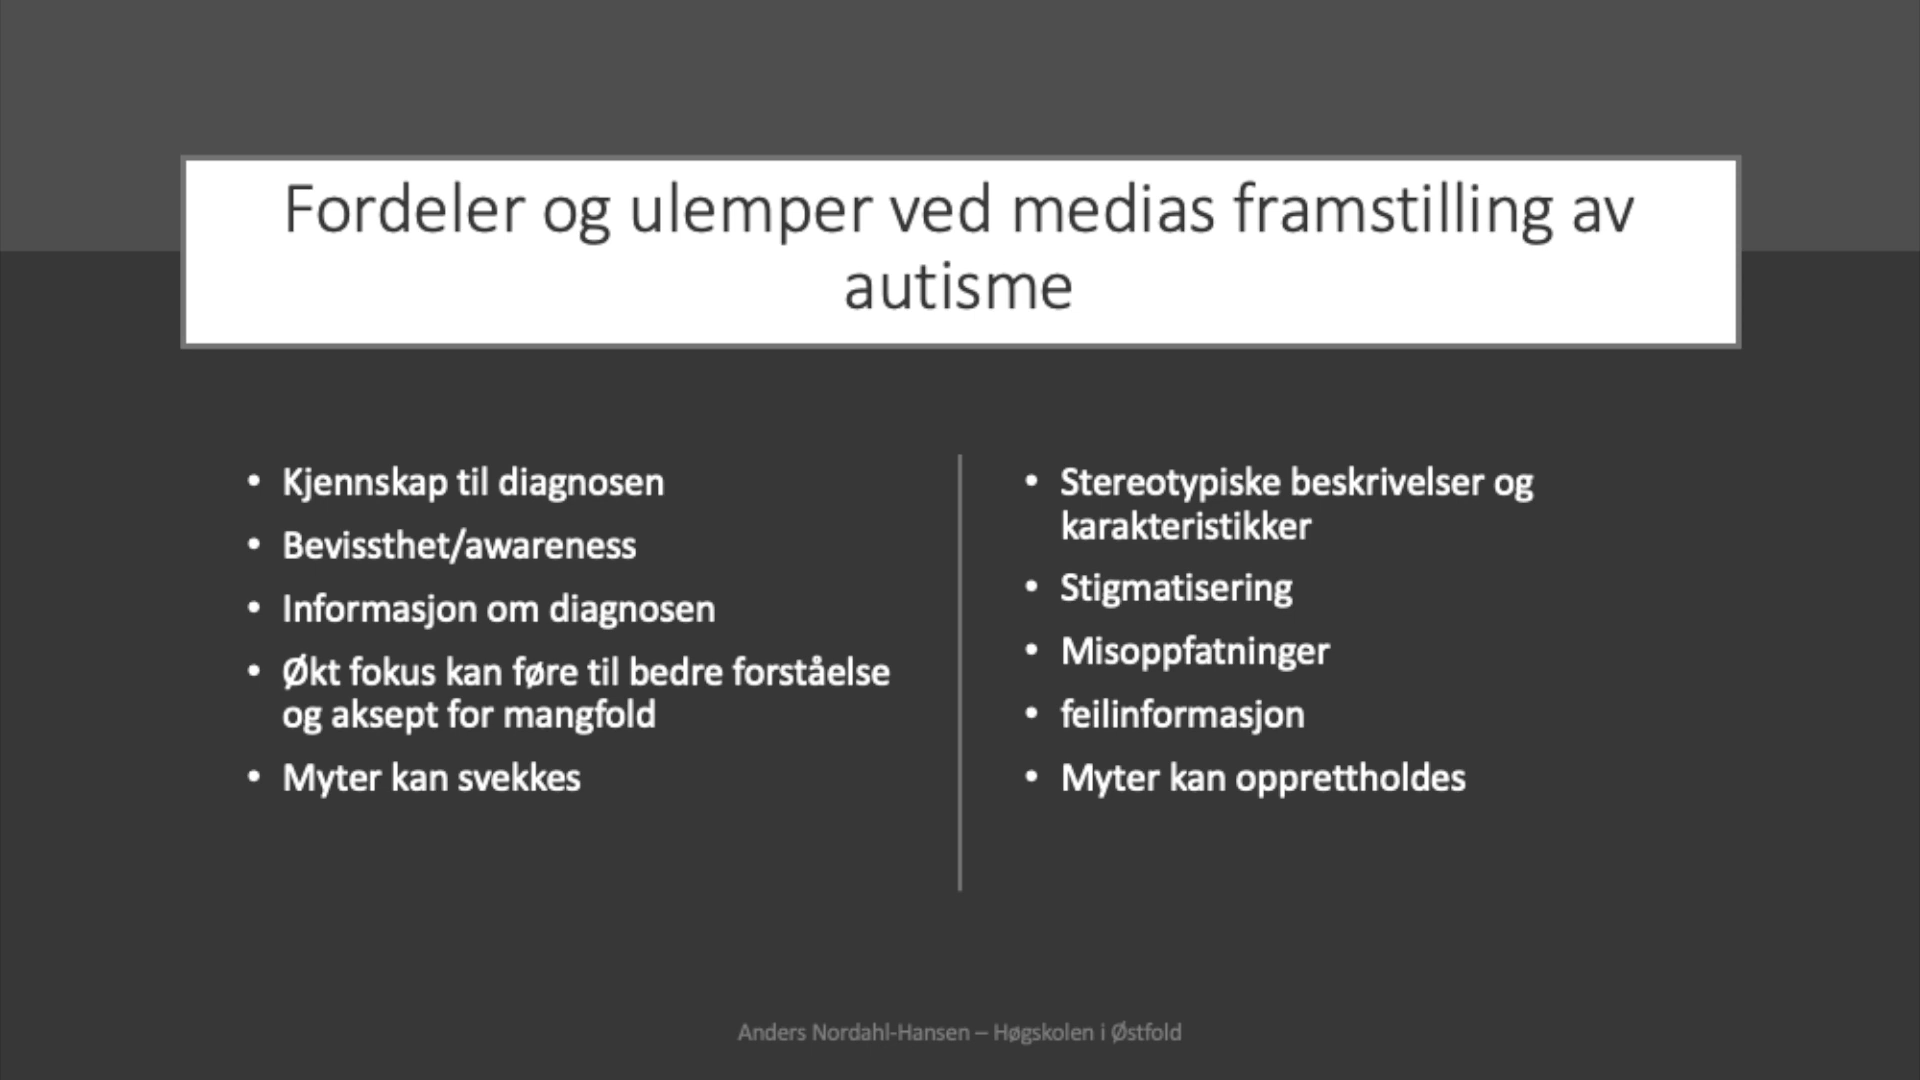 Fordeler og ulemper ved medias framstilling av
autisme
• Kjennskap til diagnosen
• Bevissthet/awareness
• Informasjon om diagnosen
• Økt fokus kan føre til bedre forståelse
og aksept for mangfold
• Myter kan svekkes
• Stereotypiske beskrivelser og
karakteristikker
• Stigmatisering
• Misoppfatninger
• feilinformasjon
• Myter kan opprettholdes
Anders Nordahl-Hansen – Høgskolen i Østfold